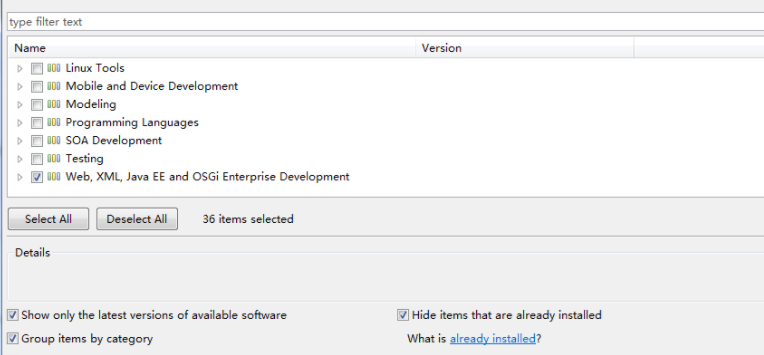 type filter text
Name Version
Linux Tools
Mobile and Device Development
Modeling
Programming Languages
SOA Development
Testing
Web, XML, Java EE and OSGi Enterprise Development
Select All Deselect All 36 items selected
Details
Show only the latest versions of available software Hide items that are already installed
Group items by category What is already installed?